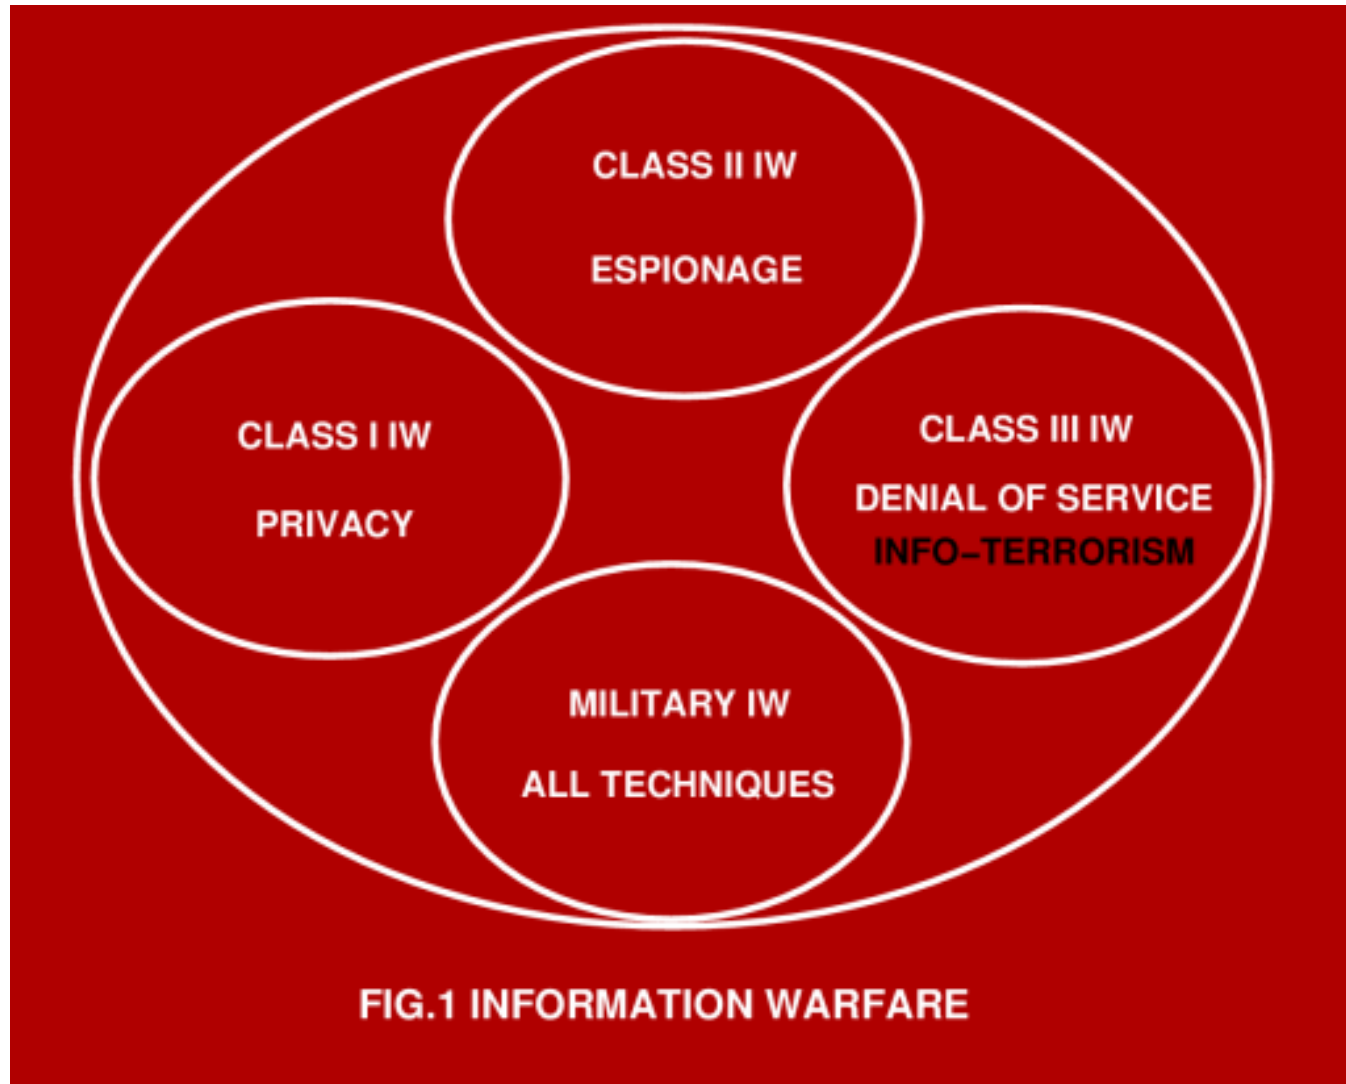 CLASS II IW
ESPIONAGE
CLASS I IW
PRIVACY
CLASS III IW
DENIAL OF SERVICE
INFO–TERRORISM
MILITARY IW
ALL TECHNIQUES
FIG.1 INFORMATION WARFARE